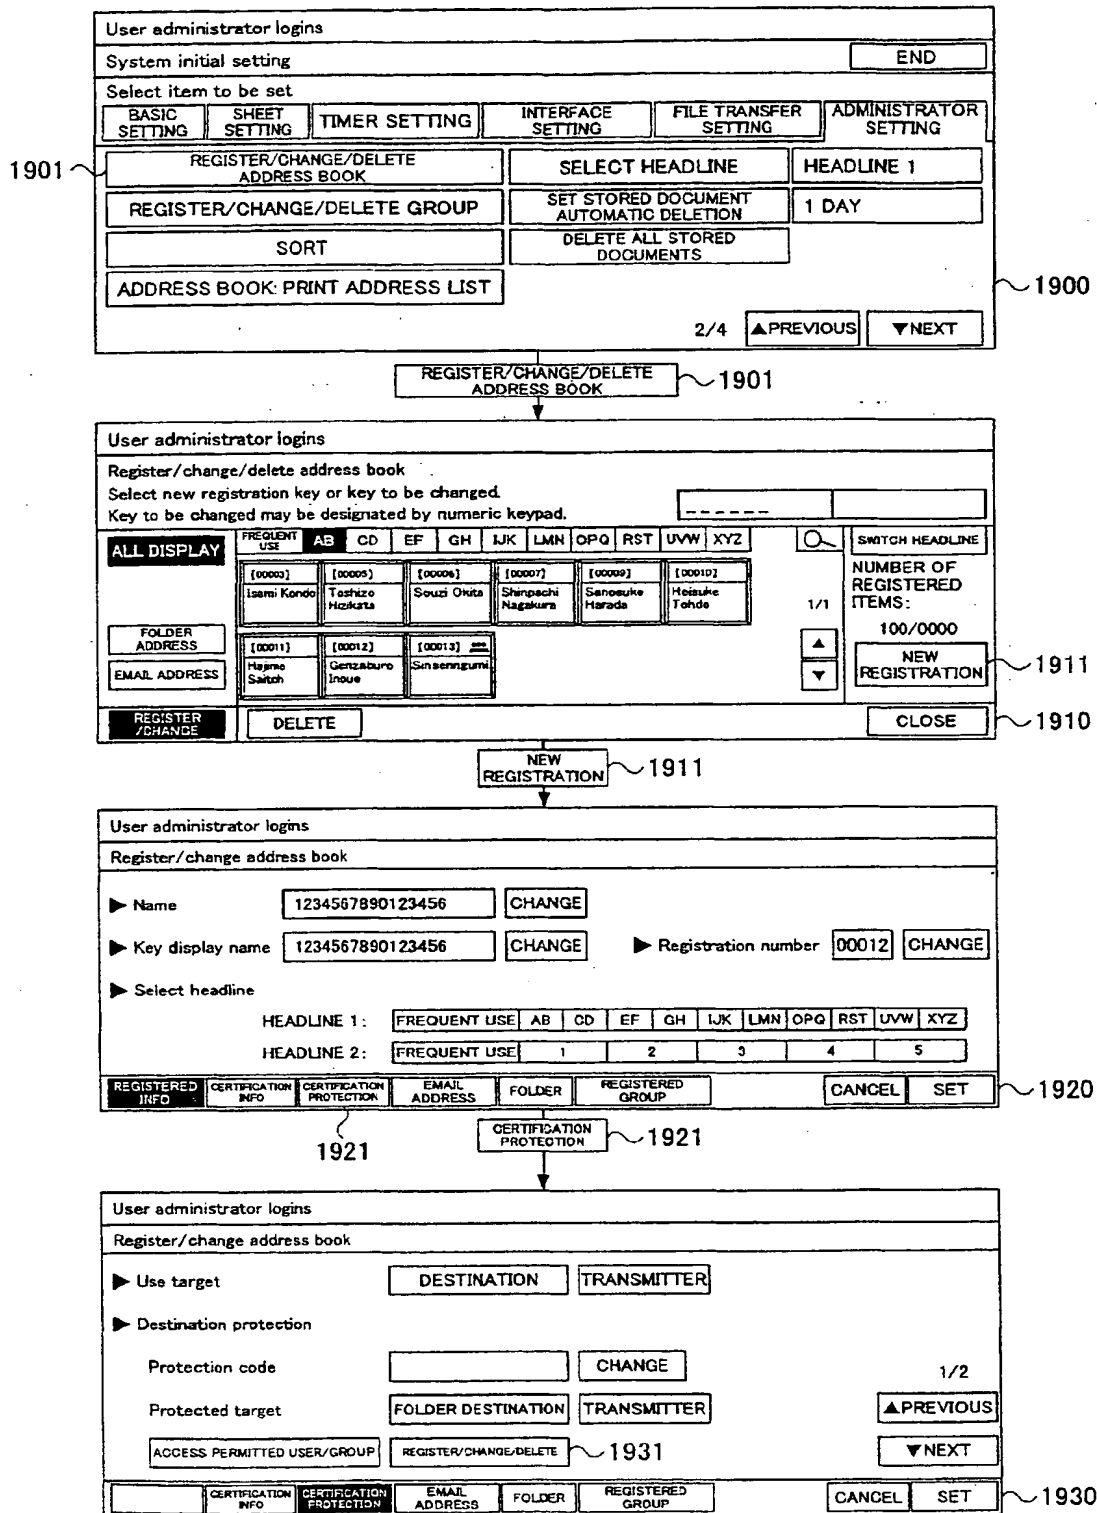 User administrator logins
System initial setting
END
Select item to be set
BASIC SETTING
SHEET SETTING
TIMER SETTING
INTERFACE SETTING
FILE TRANSFER SETTING
ADMINISTRATOR SETTING
1901
REGISTER/CHANGE/DELETE ADDRESS BOOK
SELECT HEADLINE
HEADLINE 1
REGISTER/CHANGE/DELETE GROUP
SET STORED DOCUMENT AUTOMATIC DELETION
1 DAY
SORT
DELETE ALL STORED DOCUMENTS
ADDRESS BOOK: PRINT ADDRESS LIST
1900
2/4
▲PREVIOUS
▼NEXT
REGISTER/CHANGE/DELETE ADDRESS BOOK
1901
User administrator logins
Register/change/delete address book
Select new registration key or key to be changed.
Key to be changed may be designated by numeric keypad.
------
ALL DISPLAY
FREQUENT USE
AB
CD
EF
GH
IJK
LMN
OPQ
RST
UVW
XYZ
SWITCH HEADLINE
[00003]
[00005]
[00006]
[00007]
[00009]
[00010]
Isami Kondo
Toshizo Hizikata
Souzi Okita
Shinpachi Nagakura
Sanosuke Harada
Heisuke Tohdo
NUMBER OF REGISTERED ITEMS:
1/1
100/0000
FOLDER ADDRESS
EMAIL ADDRESS
[00011]
[00012]
[00013]
Hajime Saitoh
Genzaburo Inoue
Sinsenngumi
▲
▼
NEW REGISTRATION
1911
REGISTER /CHANGE
DELETE
CLOSE
1910
NEW REGISTRATION
1911
User administrator logins
Register/change address book
▶ Name
1234567890123456
CHANGE
▶ Key display name
1234567890123456
CHANGE
▶ Registration number
00012
CHANGE
▶ Select headline
HEADLINE 1:
FREQUENT USE
AB
CD
EF
GH
IJK
LMN
OPQ
RST
UVW
XYZ
HEADLINE 2:
FREQUENT USE
1
2
3
4
5
REGISTERED INFO
CERTIFICATION INFO
CERTIFICATION PROTECTION
EMAIL ADDRESS
FOLDER
REGISTERED GROUP
CANCEL
SET
1920
1921
CERTIFICATION PROTECTION
1921
User administrator logins
Register/change address book
▶ Use target
DESTINATION
TRANSMITTER
▶ Destination protection
Protection code
CHANGE
1/2
Protected target
FOLDER DESTINATION
TRANSMITTER
▲PREVIOUS
ACCESS PERMITTED USER/GROUP
REGISTER/CHANGE/DELETE
1931
▼NEXT
CERTIFICATION INFO
CERTIFICATION PROTECTION
EMAIL ADDRESS
FOLDER
REGISTERED GROUP
CANCEL
SET
1930